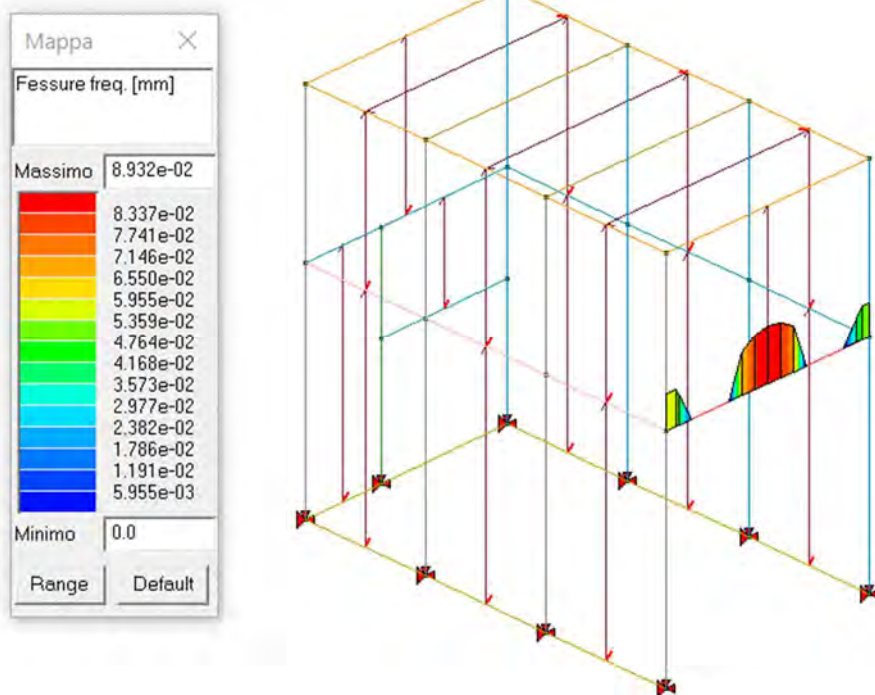 Mappa
Fessure freq. [mm]
Massimo 8.932e-02
8.337e-02
7.741e-02
7.146e-02
6.550e-02
5.955e-02
5.359e-02
4.764e-02
4.168e-02
3.573e-02
2.977e-02
2.382e-02
1.786e-02
1.191e-02
5.955e-03
Minimo 0.0
Range Default